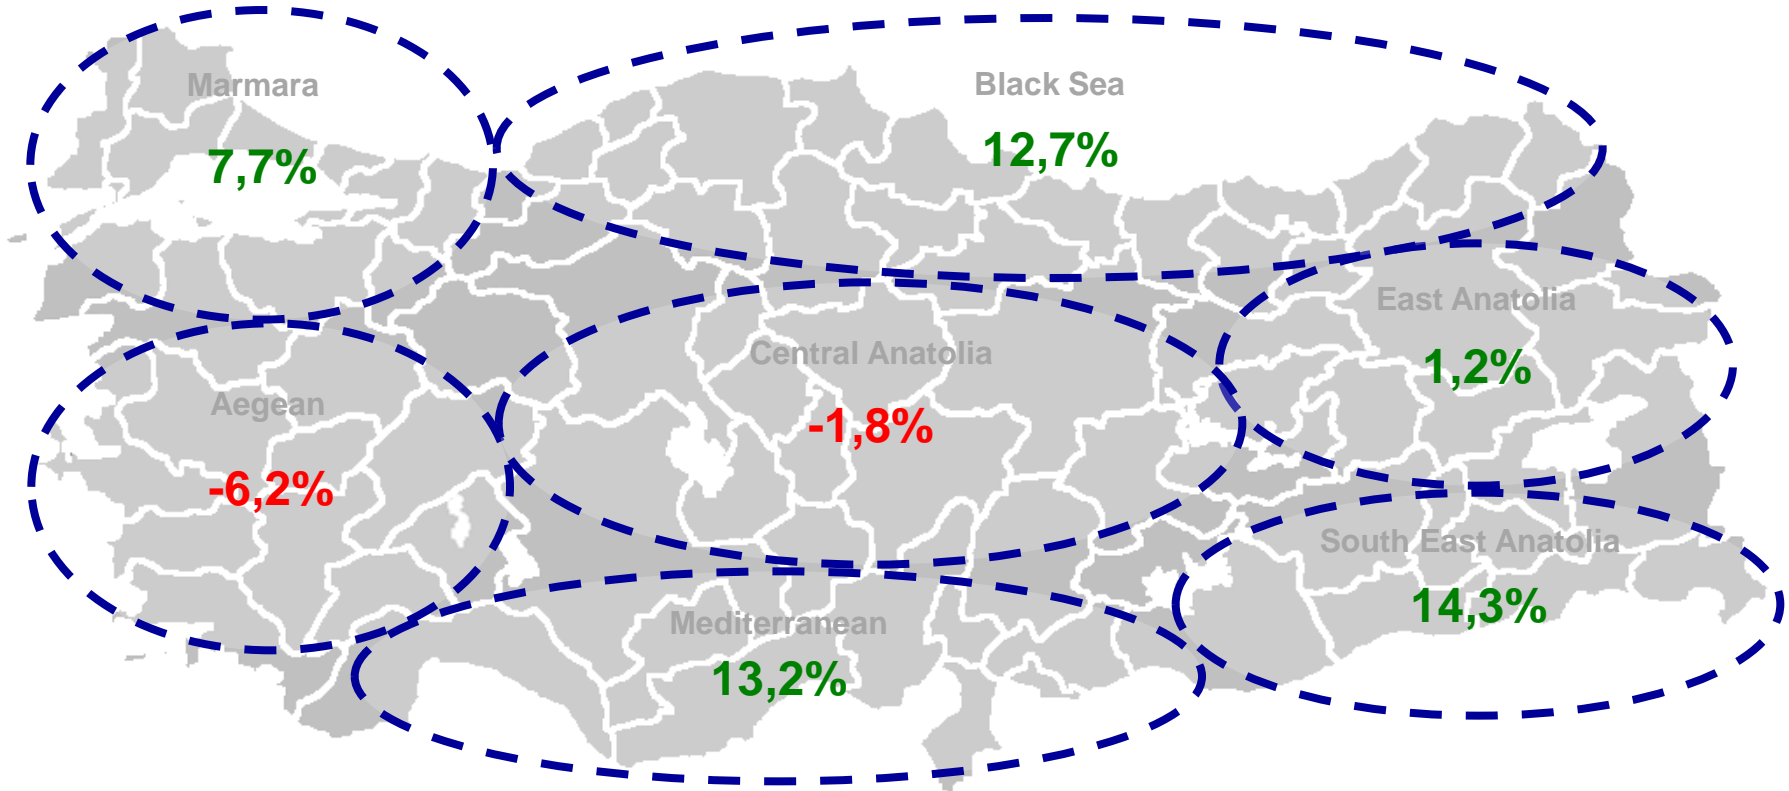 Marmara
7,7%
Black Sea
12,7%
East Anatolia
1,2%
Central Anatolia
-1,8%
Aegean
-6,2%
South East Anatolia
14,3%
Mediterranean
13,2%